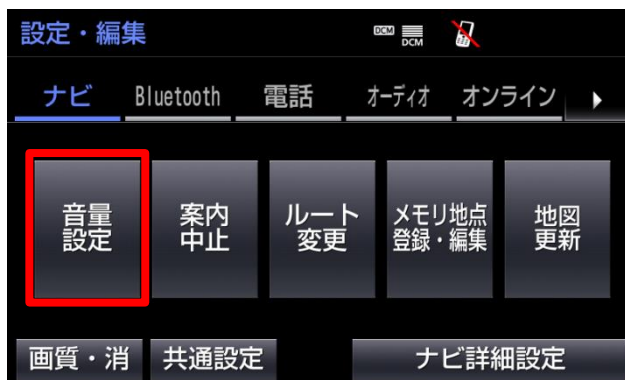 設定・編集
DCM DCM
ナビ Bluetooth 電話 オーディオ オンライン
音量
設定
案内
中止
ルート
変更
メモリ地点
登録・編集
地図
更新
画質・消 共通設定 ナビ詳細設定